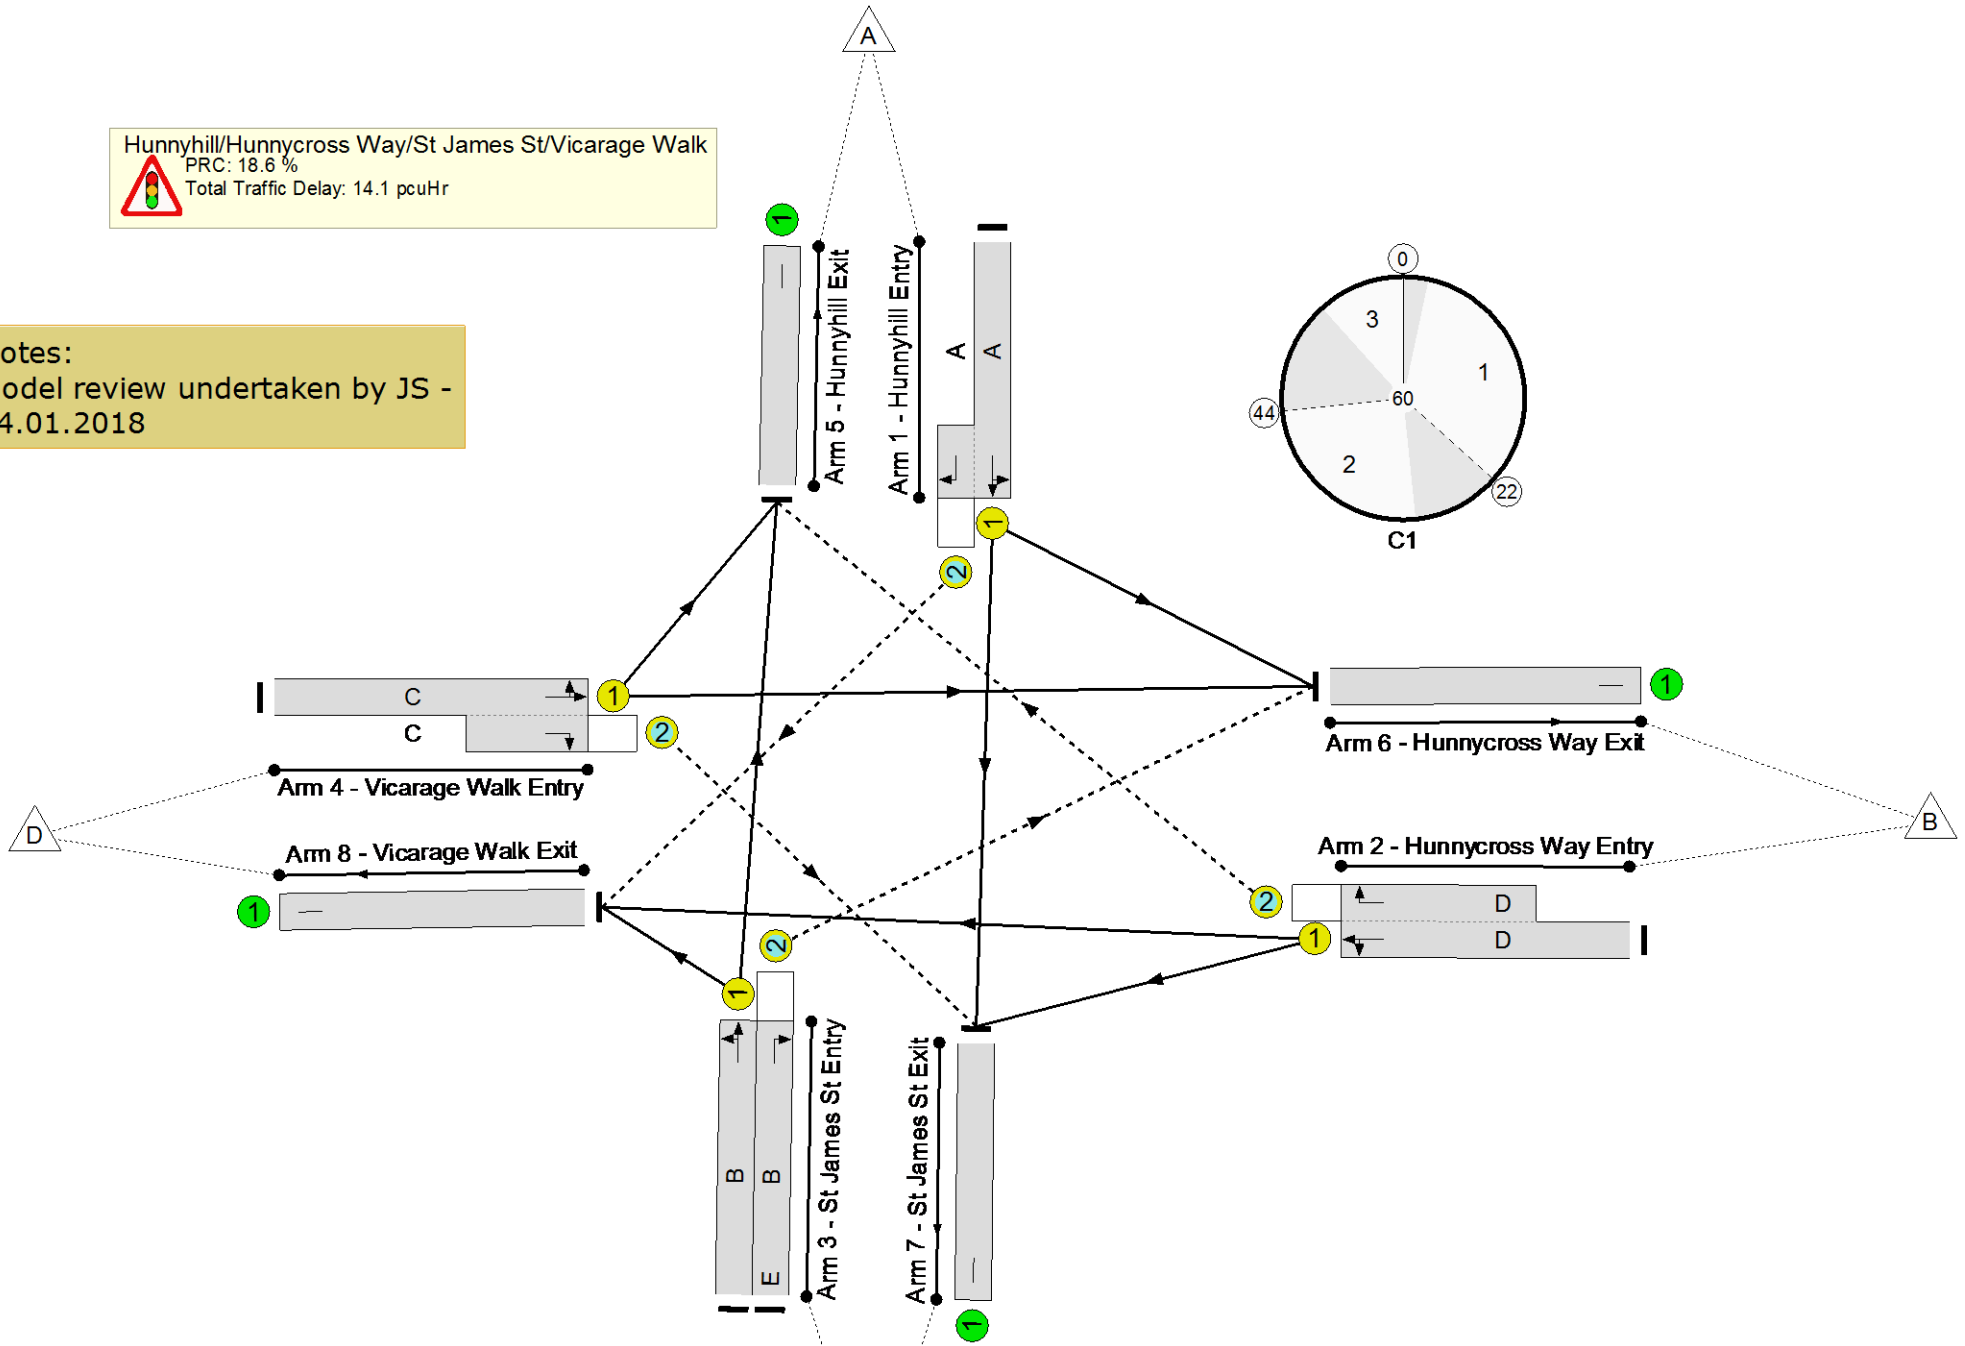 A
Hunnyhill/Hunnycross Way/St James St/Vicarage Walk
PRC: 18.6 %
Total Traffic Delay: 14.1 pcuHr
otes:
odel review undertaken by JS -
4.01.2018
1
Arm 5 - Hunnyhill Exit
Arm 1 - Hunnyhill Entry
A
A
1
2
0
3
1
60
44
2
22
C1
C
C
1
2
Arm 4 - Vicarage Walk Entry
D
Arm 8 - Vicarage Walk Exit
1
1
Arm 6 - Hunnycross Way Exit
B
Arm 2 - Hunnycross Way Entry
2
1
D
D
2
1
B
B
E
Arm 3 - St James St Entry
Arm 7 - St James St Exit
1